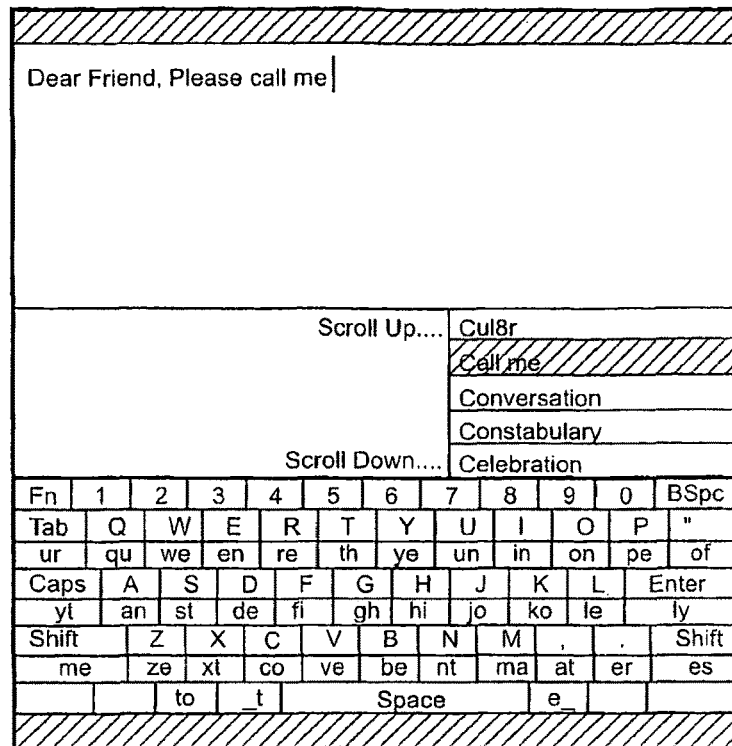 Dear Friend, Please call me
Scroll Up.... Cul8r
Call me
Conversation
Constabulary
Scroll Down.... Celebration
Fn 1 2 3 4 5 6 7 8 9 0 BSpc
Tab Q W E R T Y U I O P "
ur qu we en re th ye un in on pe of
Caps A S D F G H J K L Enter
yt an st de fi gh hi jo ko le ly
Shift Z X C V B N M , . Shift
me ze xt co ve be nt ma at er es
to _t Space e_